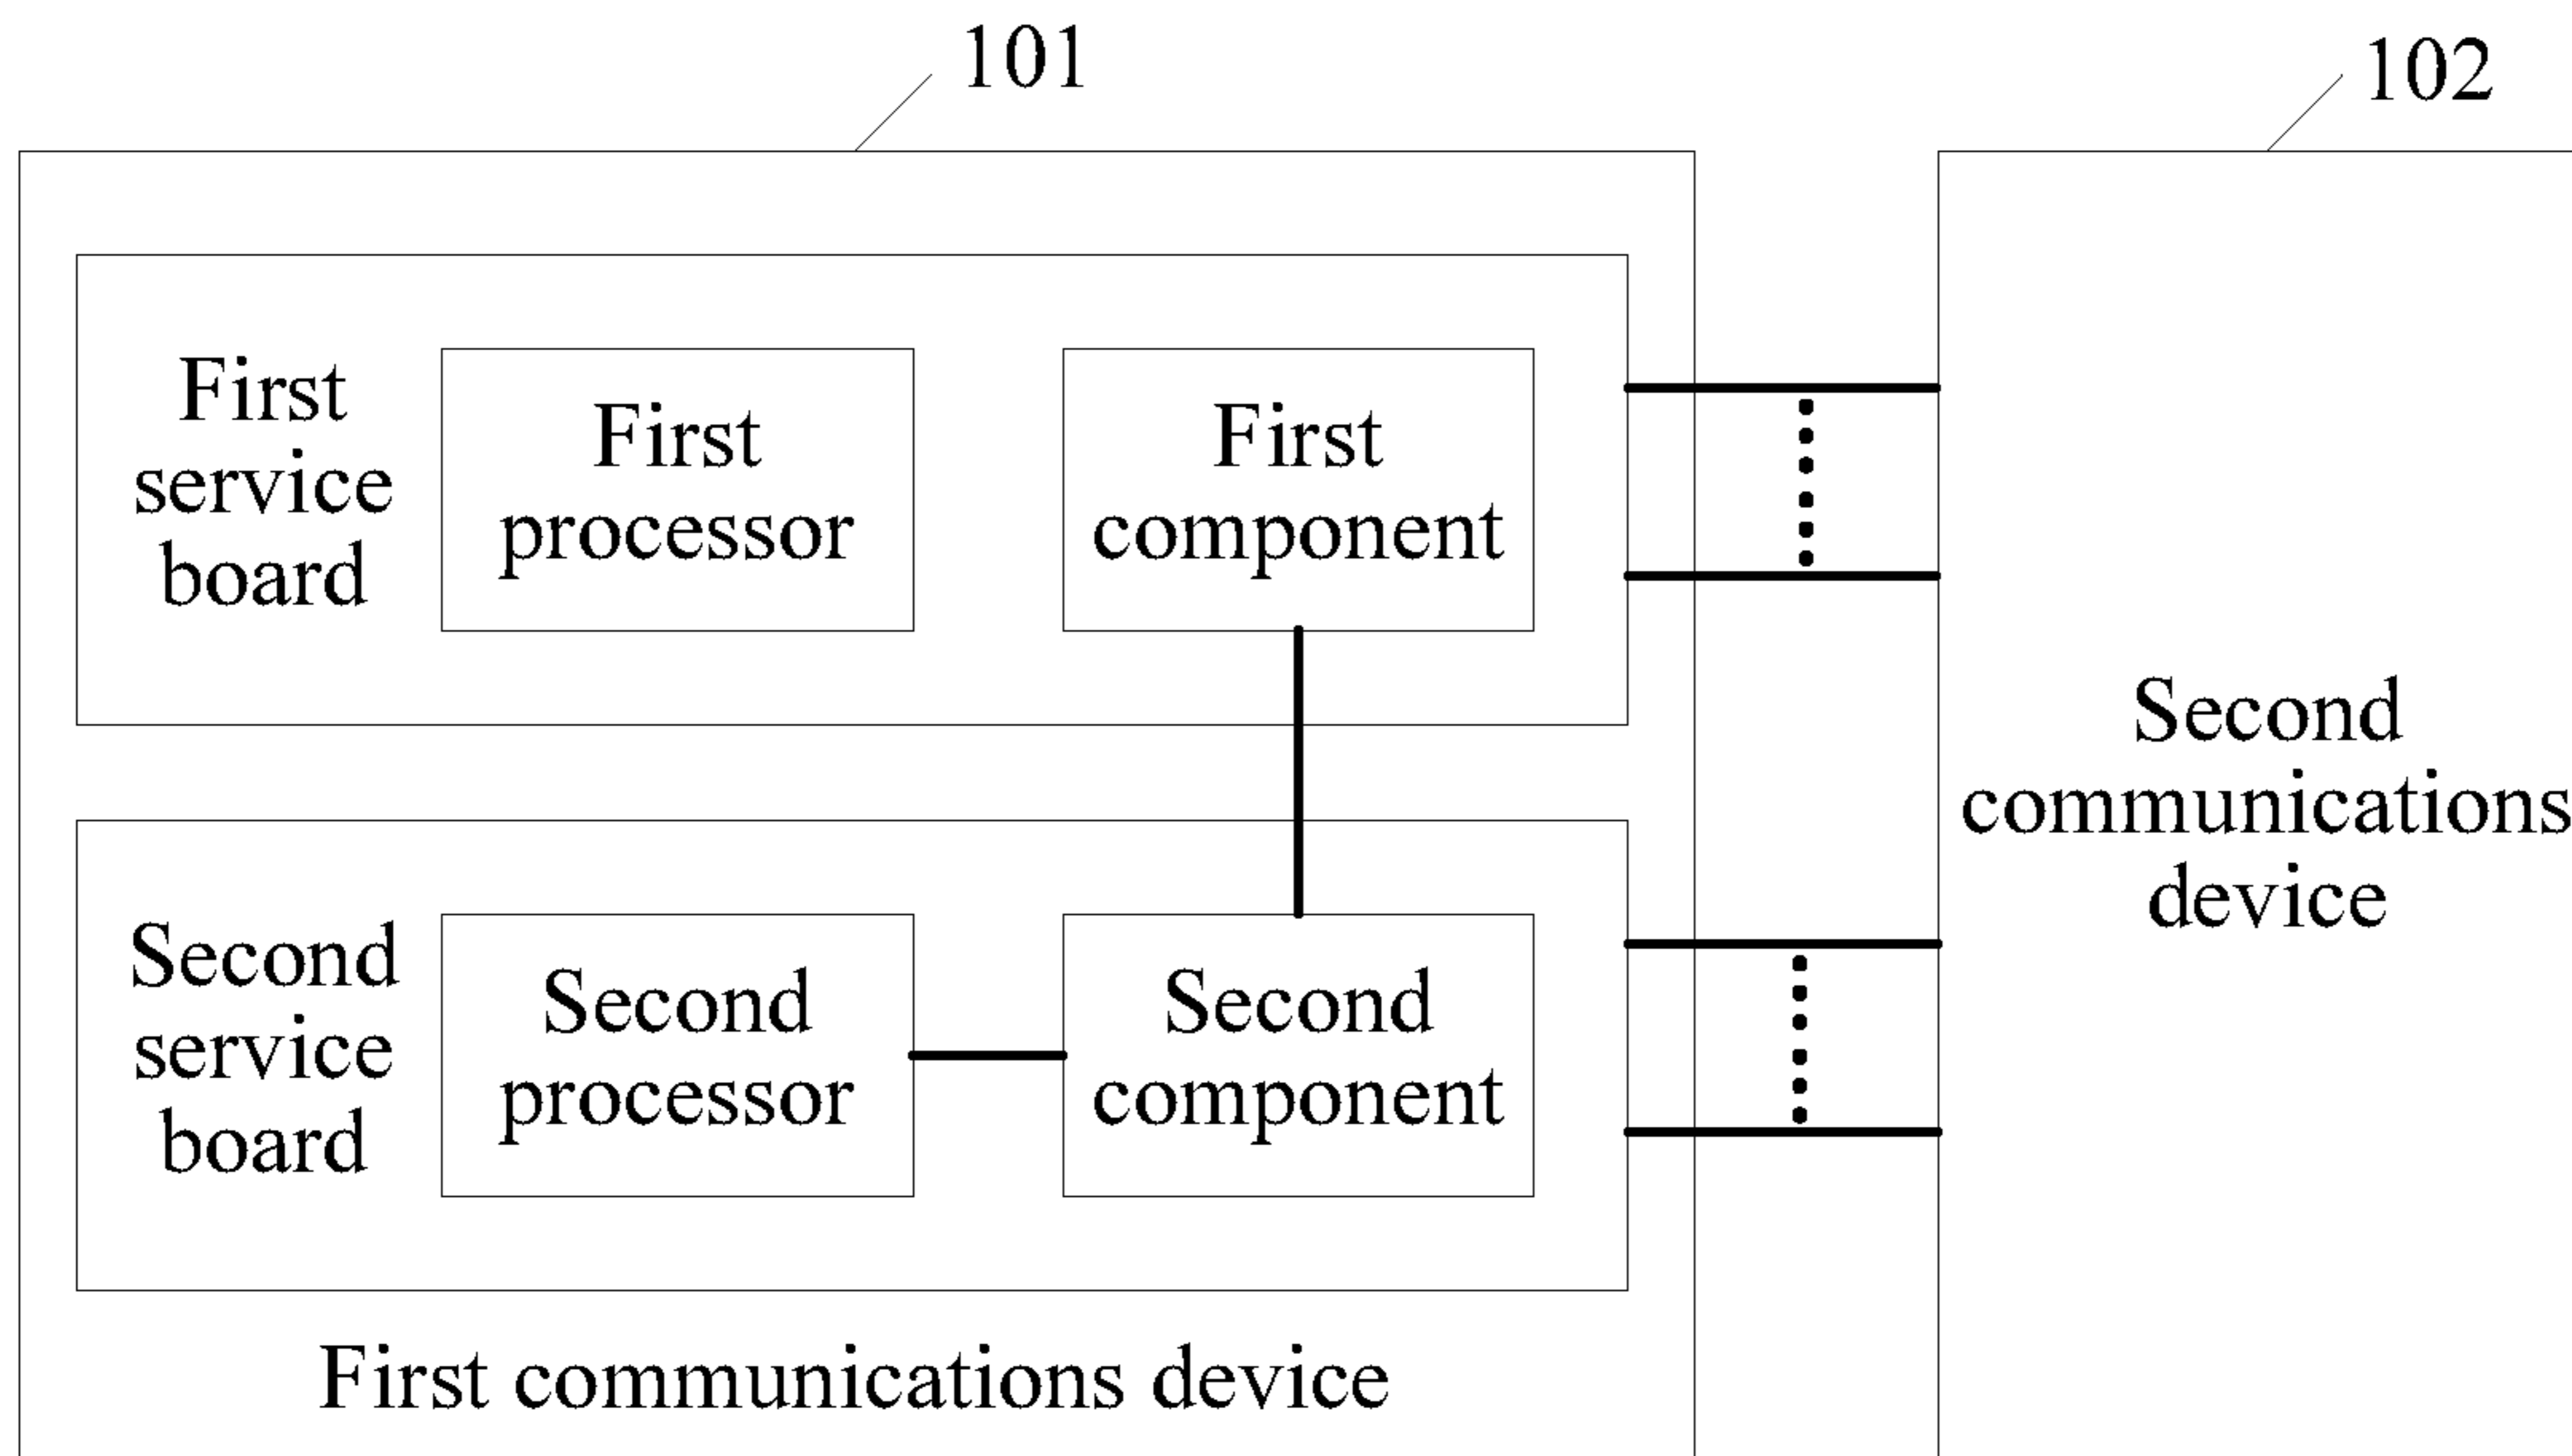 101
102
First
service
board
First
processor
First
component
Second
communications
device
Second
service
board
Second
processor
Second
component
First communications device